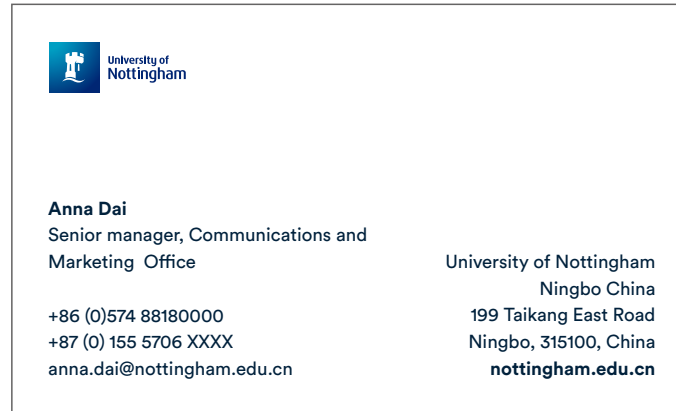 University of
Nottingham
Anna Dai
Senior manager, Communications and
Marketing Office
+86 (0)574 88180000
+87 (0) 155 5706 XXXX
anna.dai@nottingham.edu.cn
University of Nottingham
Ningbo China
199 Taikang East Road
Ningbo, 315100, China
nottingham.edu.cn